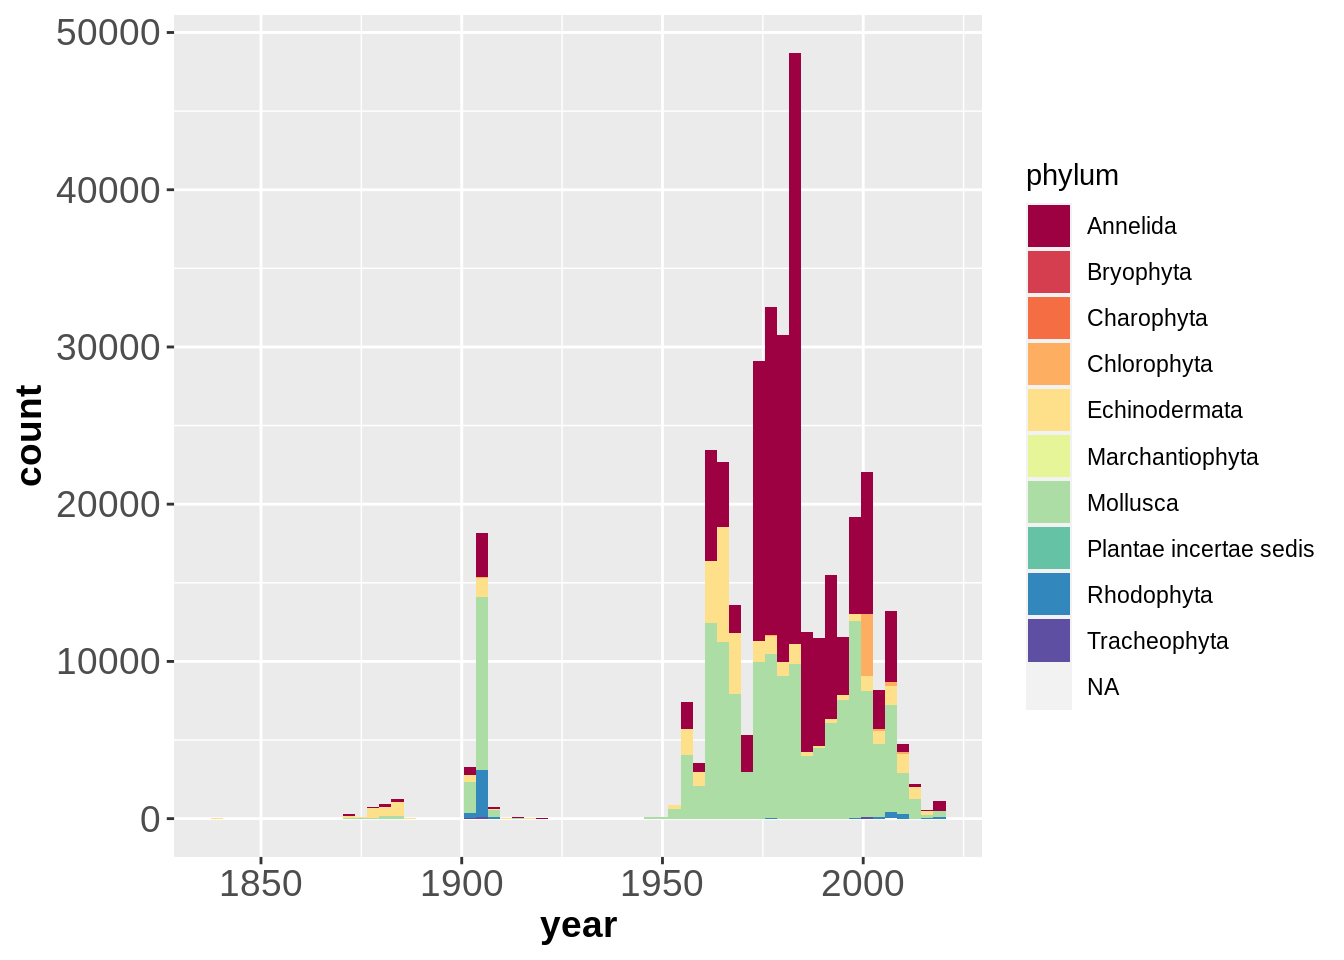 50000
40000
30000
20000
10000
0
count
1850 1900 1950 2000
year
phylum
Annelida
Bryophyta
Charophyta
Chlorophyta
Echinodermata
Marchantiophyta
Mollusca
Plantae incertae sedis
Rhodophyta
Tracheophyta
NA